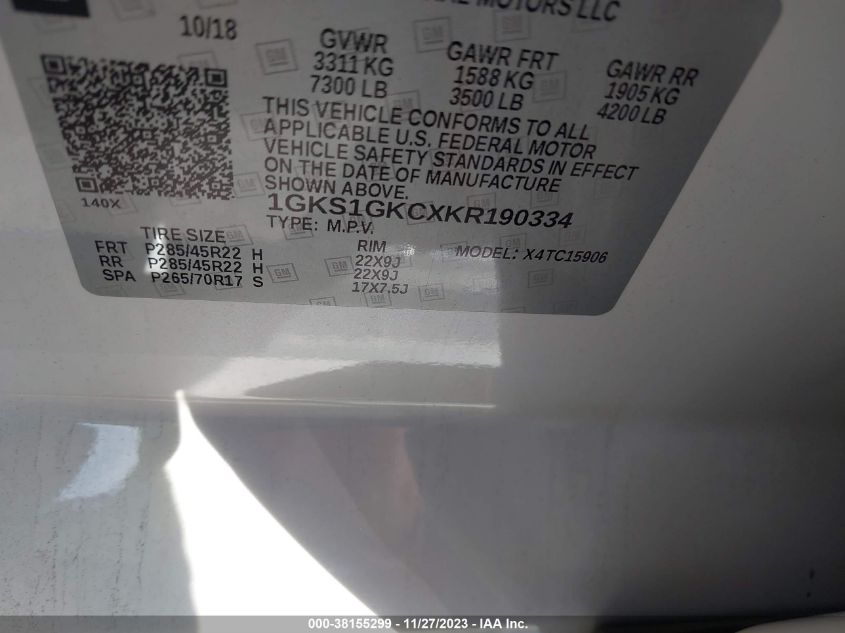 MOTORS LLC
10/18
GVWR
3311 KG
7300 LB
GAWR FRT
1588 KG
3500 LB
GAWR RR
1905 KG
4200 LB
THIS VEHICLE CONFORMS TO ALL
APPLICABLE U.S. FEDERAL MOTOR
VEHICLE SAFETY STANDARDS IN EFFECT
ON THE DATE OF MANUFACTURE
SHOWN ABOVE.
140X
1GKS1GKCXKR190334
TYPE: M.P.V.
MODEL: X4TC15906
TIRE SIZE RIM
FRT P285/45R22 H 22X9J
RR P285/45R22 H 22X9J
SPA P265/70R17 S 17X7.5J
000-38155299 - 11/27/2023 - IAA Inc.